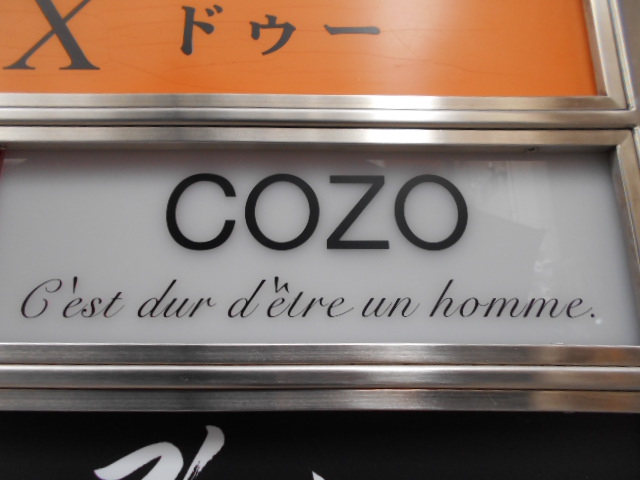 X ドゥー
COZO
C'est dur d'être un homme.